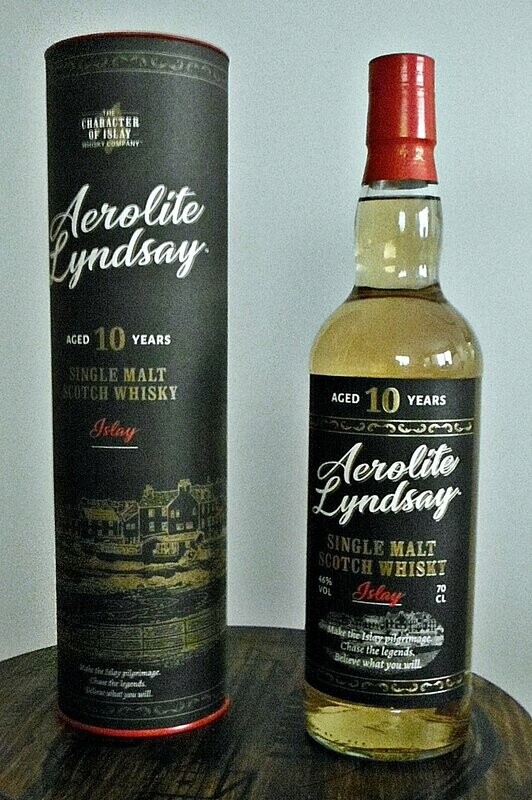 THE
CHARACTER
OF ISLAY
WHISKY COMPANY
Aerolite
Lyndsay
AGED 10 YEARS
SINGLE MALT
SCOTCH WHISKY
Islay
Make the Islay pilgrimage.
Chase the legends.
Believe what you will.
AGED 10 YEARS
Aerolite
Lyndsay
SINGLE MALT
SCOTCH WHISKY
46%
VOL
Islay
70
CL
Make the Islay pilgrimage.
Chase the legends.
Believe what you will.